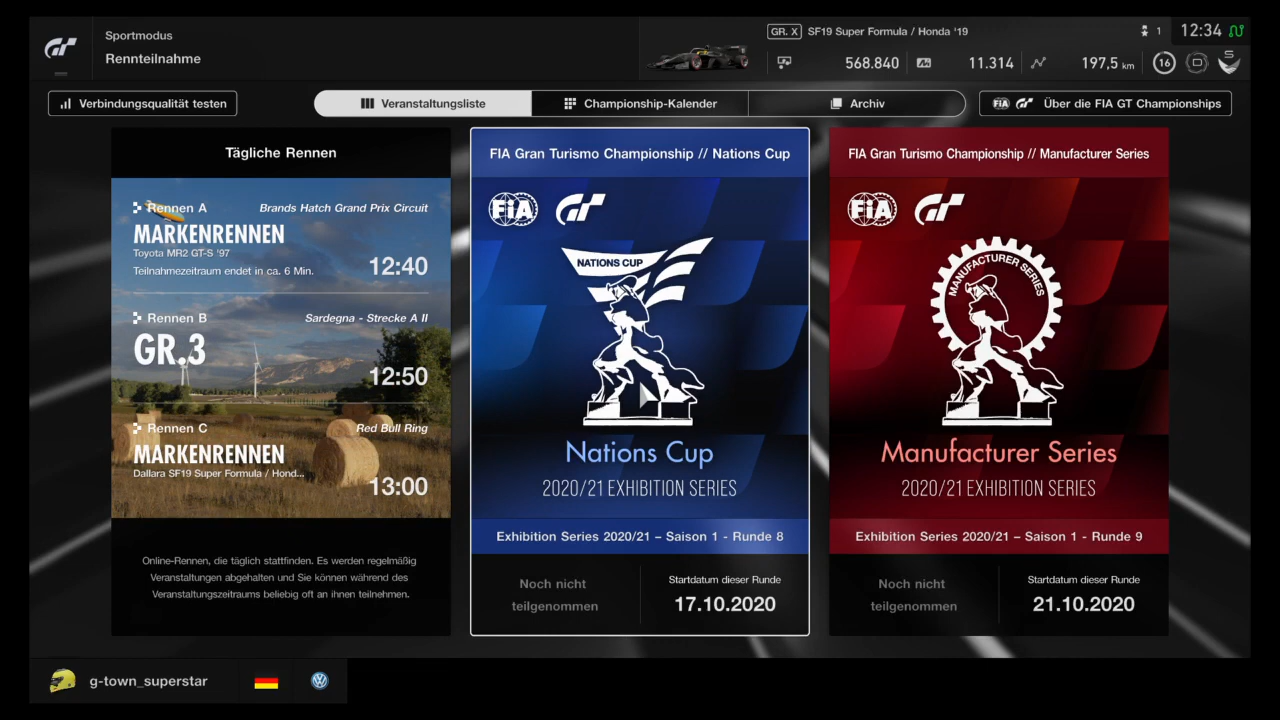 Sportmodus
Rennteilnahme
GR. X SF19 Super Formula / Honda '19
1
12:34
568.840
11.314
197,5 km
16
S
Verbindungsqualität testen
Veranstaltungsliste
Championship-Kalender
Archiv
FIA GT Über die FIA GT Championships
Tägliche Rennen
Rennen A
Brands Hatch Grand Prix Circuit
MARKENRENNEN
Toyota MR2 GT-S '97
Teilnahmezeitraum endet in ca. 6 Min.
12:40
Rennen B
Sardegna - Strecke A II
GR.3
12:50
Rennen C
Red Bull Ring
MARKENRENNEN
Dallara SF19 Super Formula / Hond...
13:00
Online-Rennen, die täglich stattfinden. Es werden regelmäßig
Veranstaltungen abgehalten und Sie können während des
Veranstaltungszeitraums beliebig oft an ihnen teilnehmen.
FIA Gran Turismo Championship // Nations Cup
FIA GT
NATIONS CUP
Nations Cup
2020/21 EXHIBITION SERIES
Exhibition Series 2020/21 – Saison 1 - Runde 8
Noch nicht
teilgenommen
Startdatum dieser Runde
17.10.2020
FIA Gran Turismo Championship // Manufacturer Series
FIA GT
MANUFACTURER SERIES
Manufacturer Series
2020/21 EXHIBITION SERIES
Exhibition Series 2020/21 – Saison 1 - Runde 9
Noch nicht
teilgenommen
Startdatum dieser Runde
21.10.2020
g-town_superstar